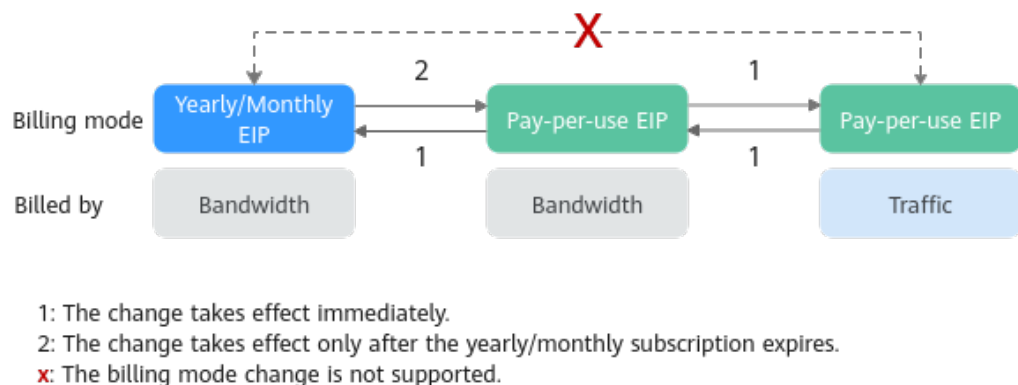 X
2
1
Billing mode
Yearly/Monthly
EIP
Pay-per-use EIP
Pay-per-use EIP
1
1
Billed by
Bandwidth
Bandwidth
Traffic
1: The change takes effect immediately.
2: The change takes effect only after the yearly/monthly subscription expires.
x: The billing mode change is not supported.